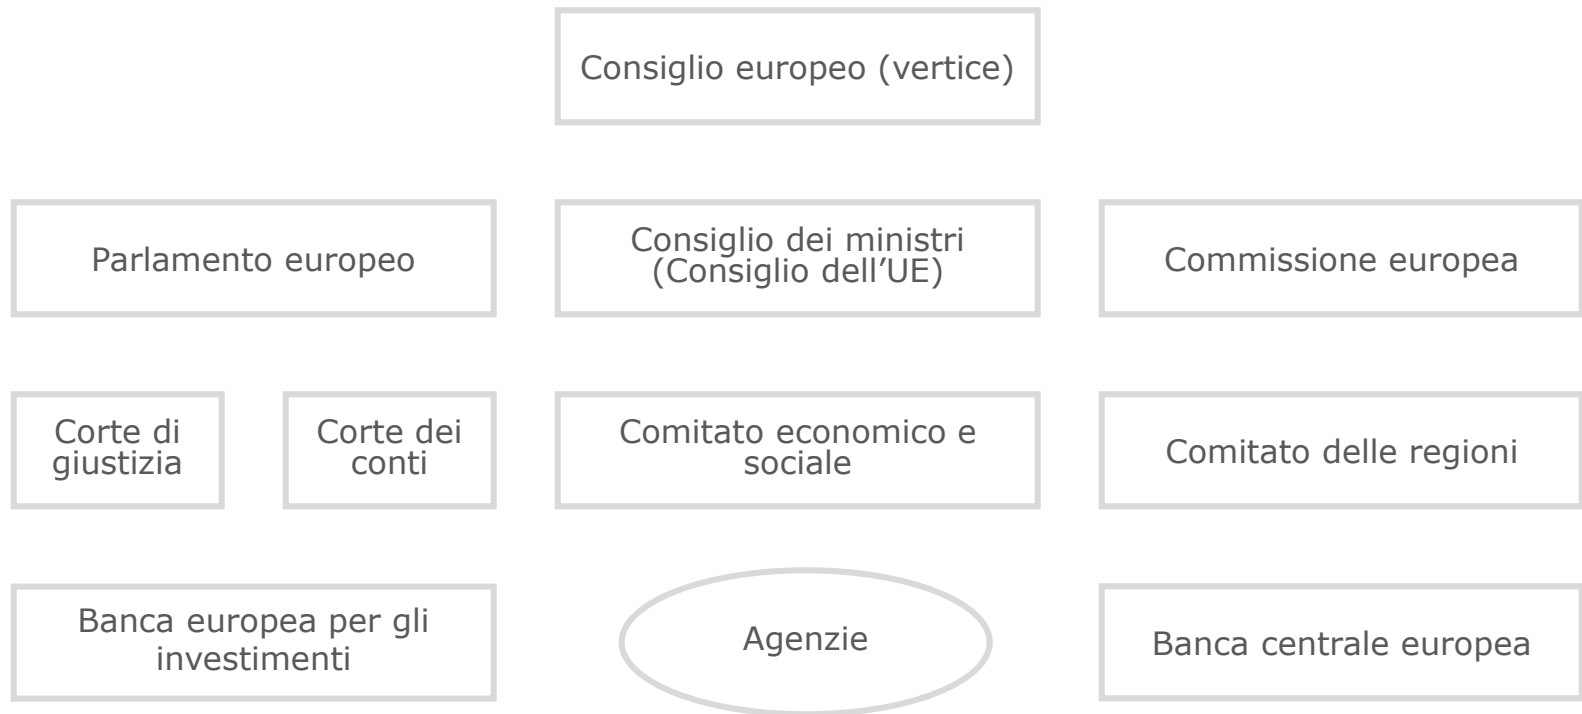 Consiglio europeo (vertice)
Parlamento europeo
Consiglio dei ministri
(Consiglio dell’UE)
Commissione europea
Corte di
giustizia
Corte dei
conti
Comitato economico e
sociale
Comitato delle regioni
Banca europea per gli
investimenti
Agenzie
Banca centrale europea